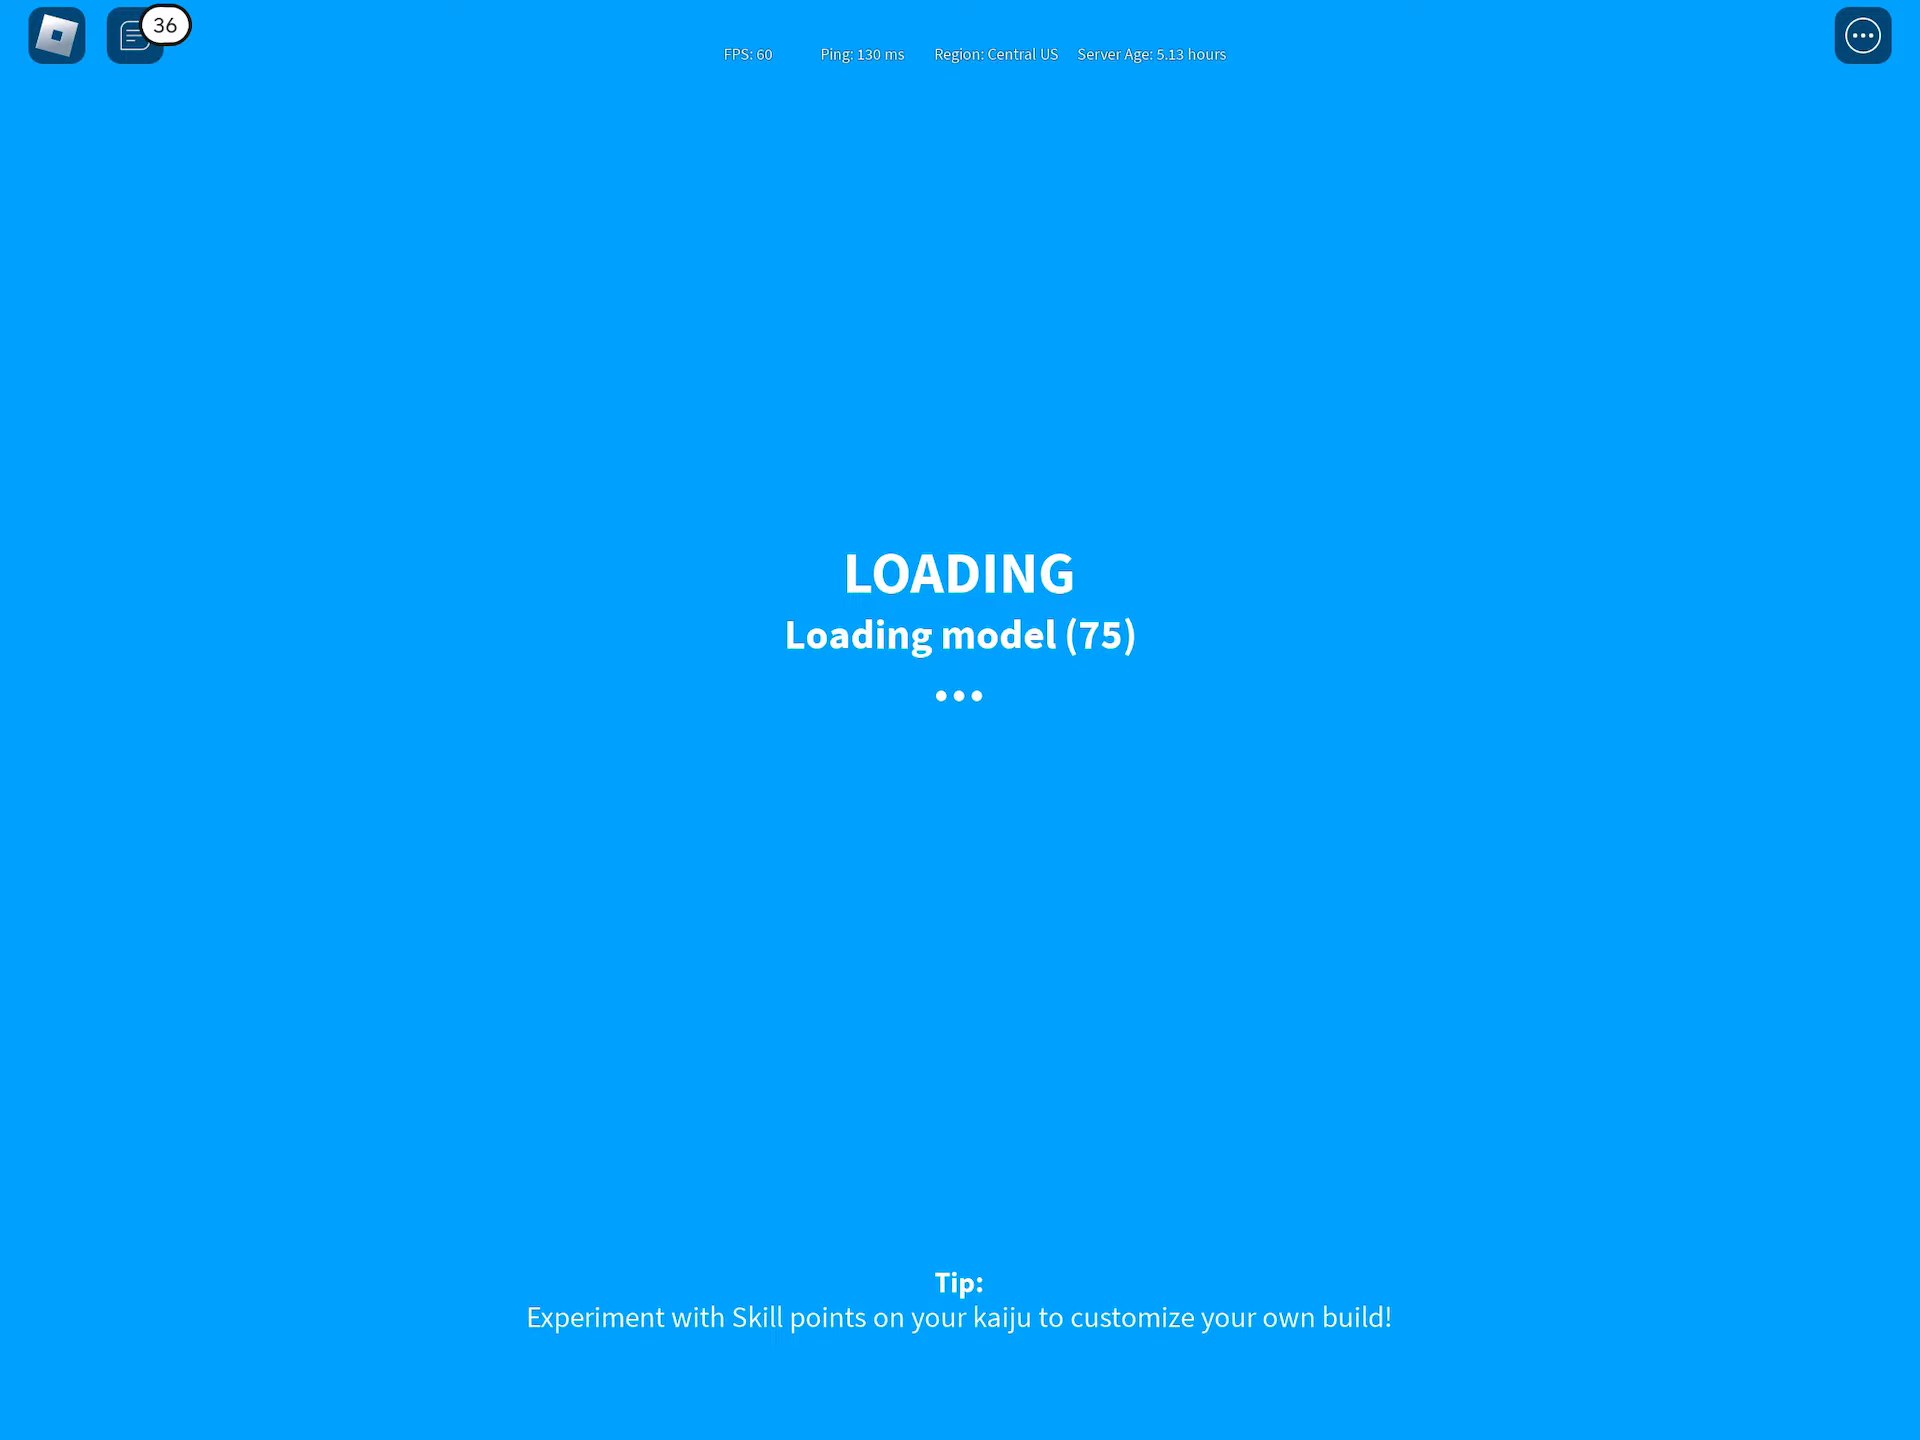 36
FPS: 60 Ping: 130 ms Region: Central US Server Age: 5.13 hours
LOADING
Loading model (75)
•••
Tip:
Experiment with Skill points on your kaiju to customize your own build!